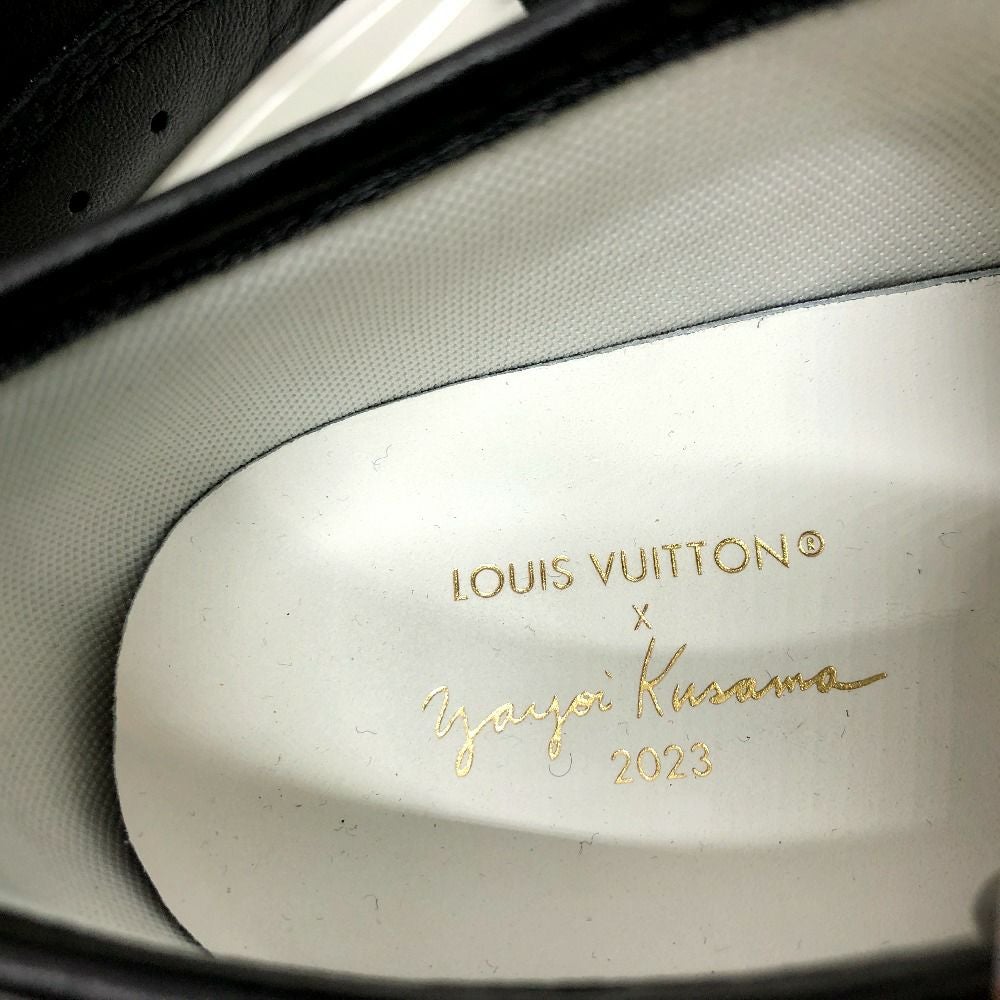 LOUIS VUITTON®
x
Yayoi Kusama
2023